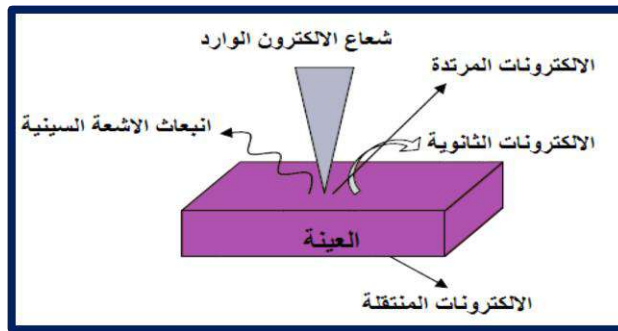 شعاع الالكترون الوارد
الالكترونات المرتدة
انبعاث الاشعة السينية
الالكترونات الثانوية
العينة
الالكترونات المنتقلة